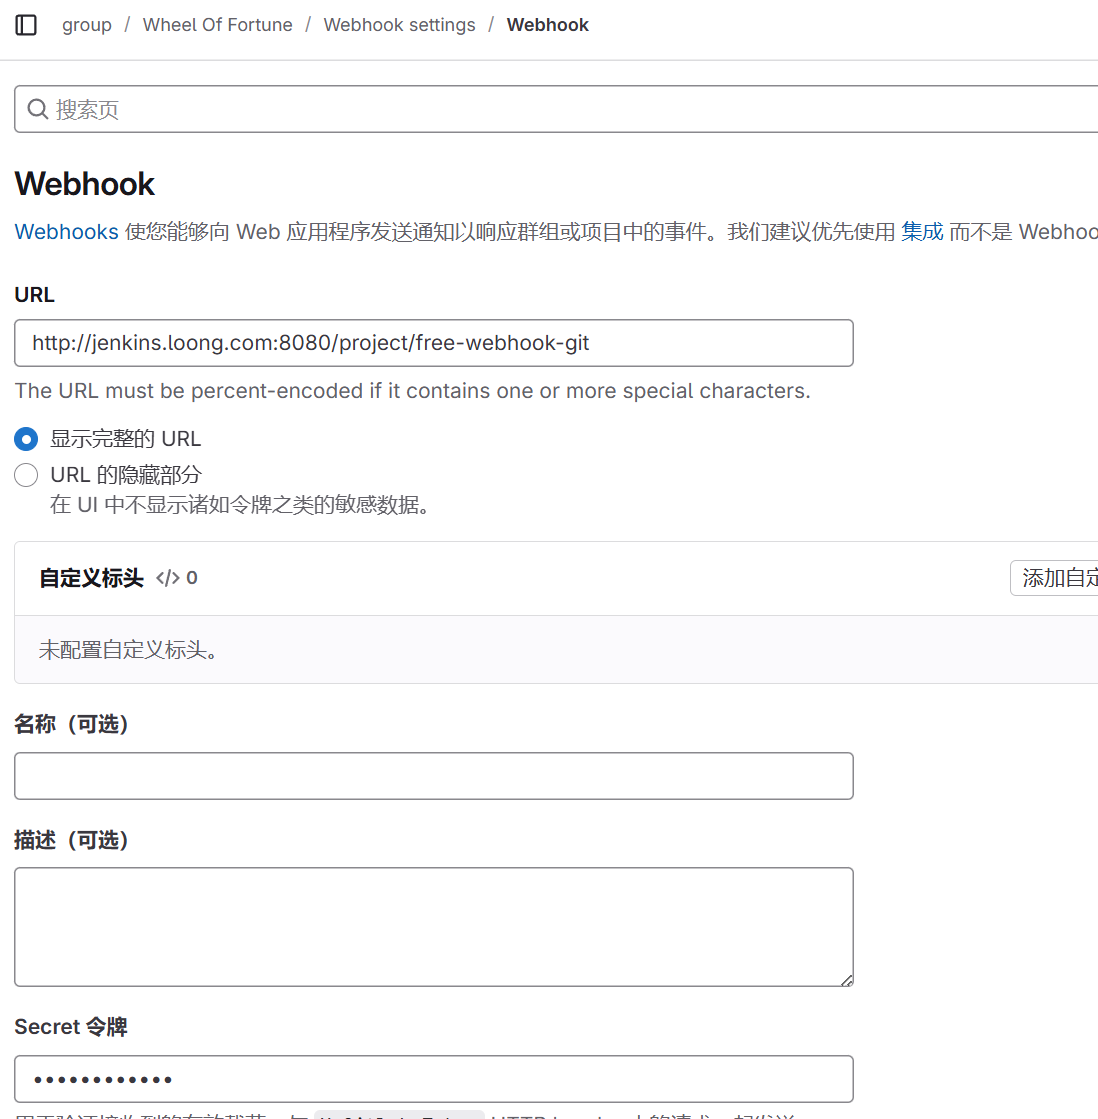 group / Wheel Of Fortune / Webhook settings / Webhook
搜索页
Webhook
Webhooks 使您能够向 Web 应用程序发送通知以响应群组或项目中的事件。我们建议优先使用 集成 而不是 Webhoo
URL
http://jenkins.loong.com:8080/project/free-webhook-git
The URL must be percent-encoded if it contains one or more special characters.
显示完整的 URL
URL 的隐藏部分
在 UI 中不显示诸如令牌之类的敏感数据。
自定义标头 </> 0 添加自定
未配置自定义标头。
名称（可选）
描述（可选）
Secret 令牌
••••••••••••